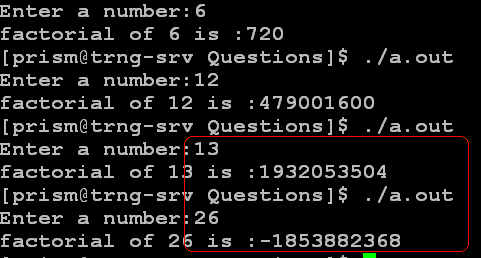 Enter a number:6
factorial of 6 is :720
[prism@trng-srv Questions]$ ./a.out
Enter a number:12
factorial of 12 is :479001600
[prism@trng-srv Questions]$ ./a.out
Enter a number:13
factorial of 13 is :1932053504
[prism@trng-srv Questions]$ ./a.out
Enter a number:26
factorial of 26 is :-1853882368